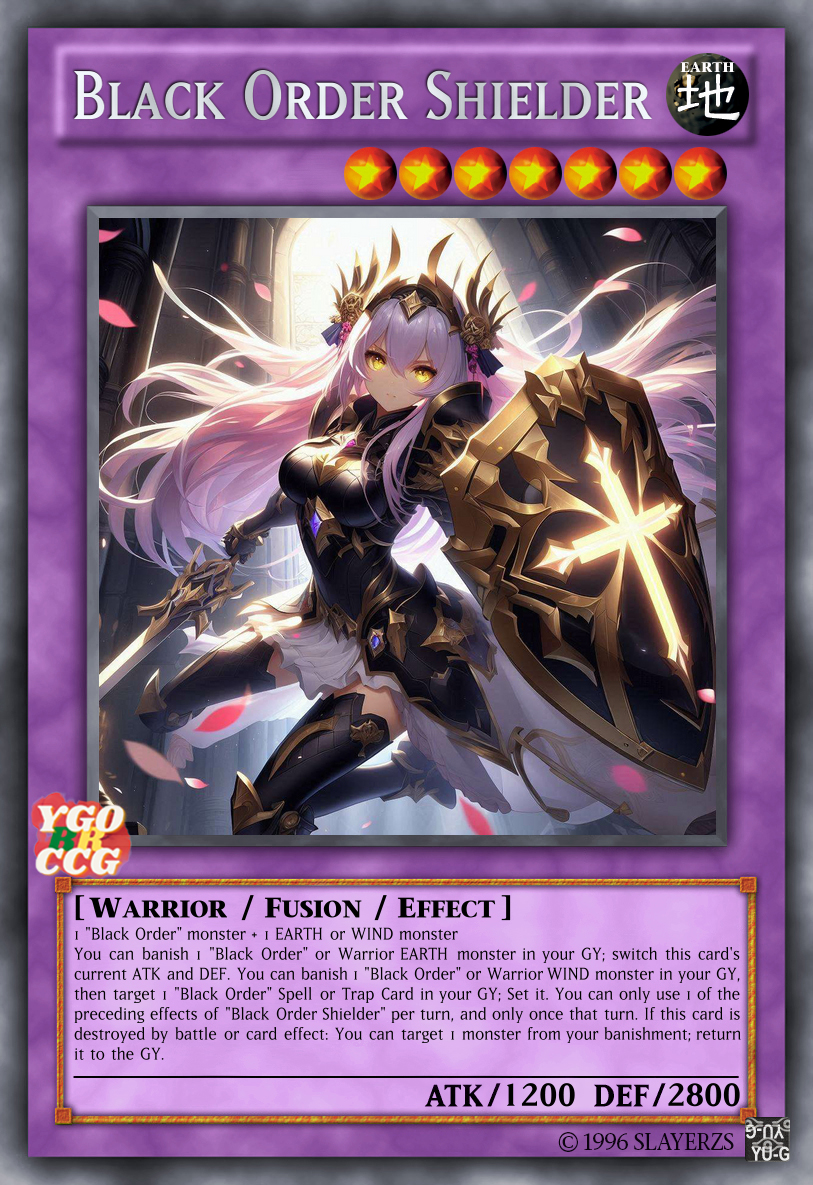 BLACK ORDER SHIELDER
EARTH
地
[ WARRIOR / FUSION / EFFECT ]
1 "Black Order" monster + 1 EARTH or WIND monster
You can banish 1 "Black Order" or Warrior EARTH monster in your GY; switch this card's
current ATK and DEF. You can banish 1 "Black Order" or Warrior WIND monster in your GY,
then target 1 "Black Order" Spell or Trap Card in your GY; Set it. You can only use 1 of the
preceding effects of "Black Order Shielder" per turn, and only once that turn. If this card is
destroyed by battle or card effect: You can target 1 monster from your banishment; return
it to the GY.
ATK/1200 DEF/2800
YGO
RR
CCG
© 1996 SLAYERZS
YU-G